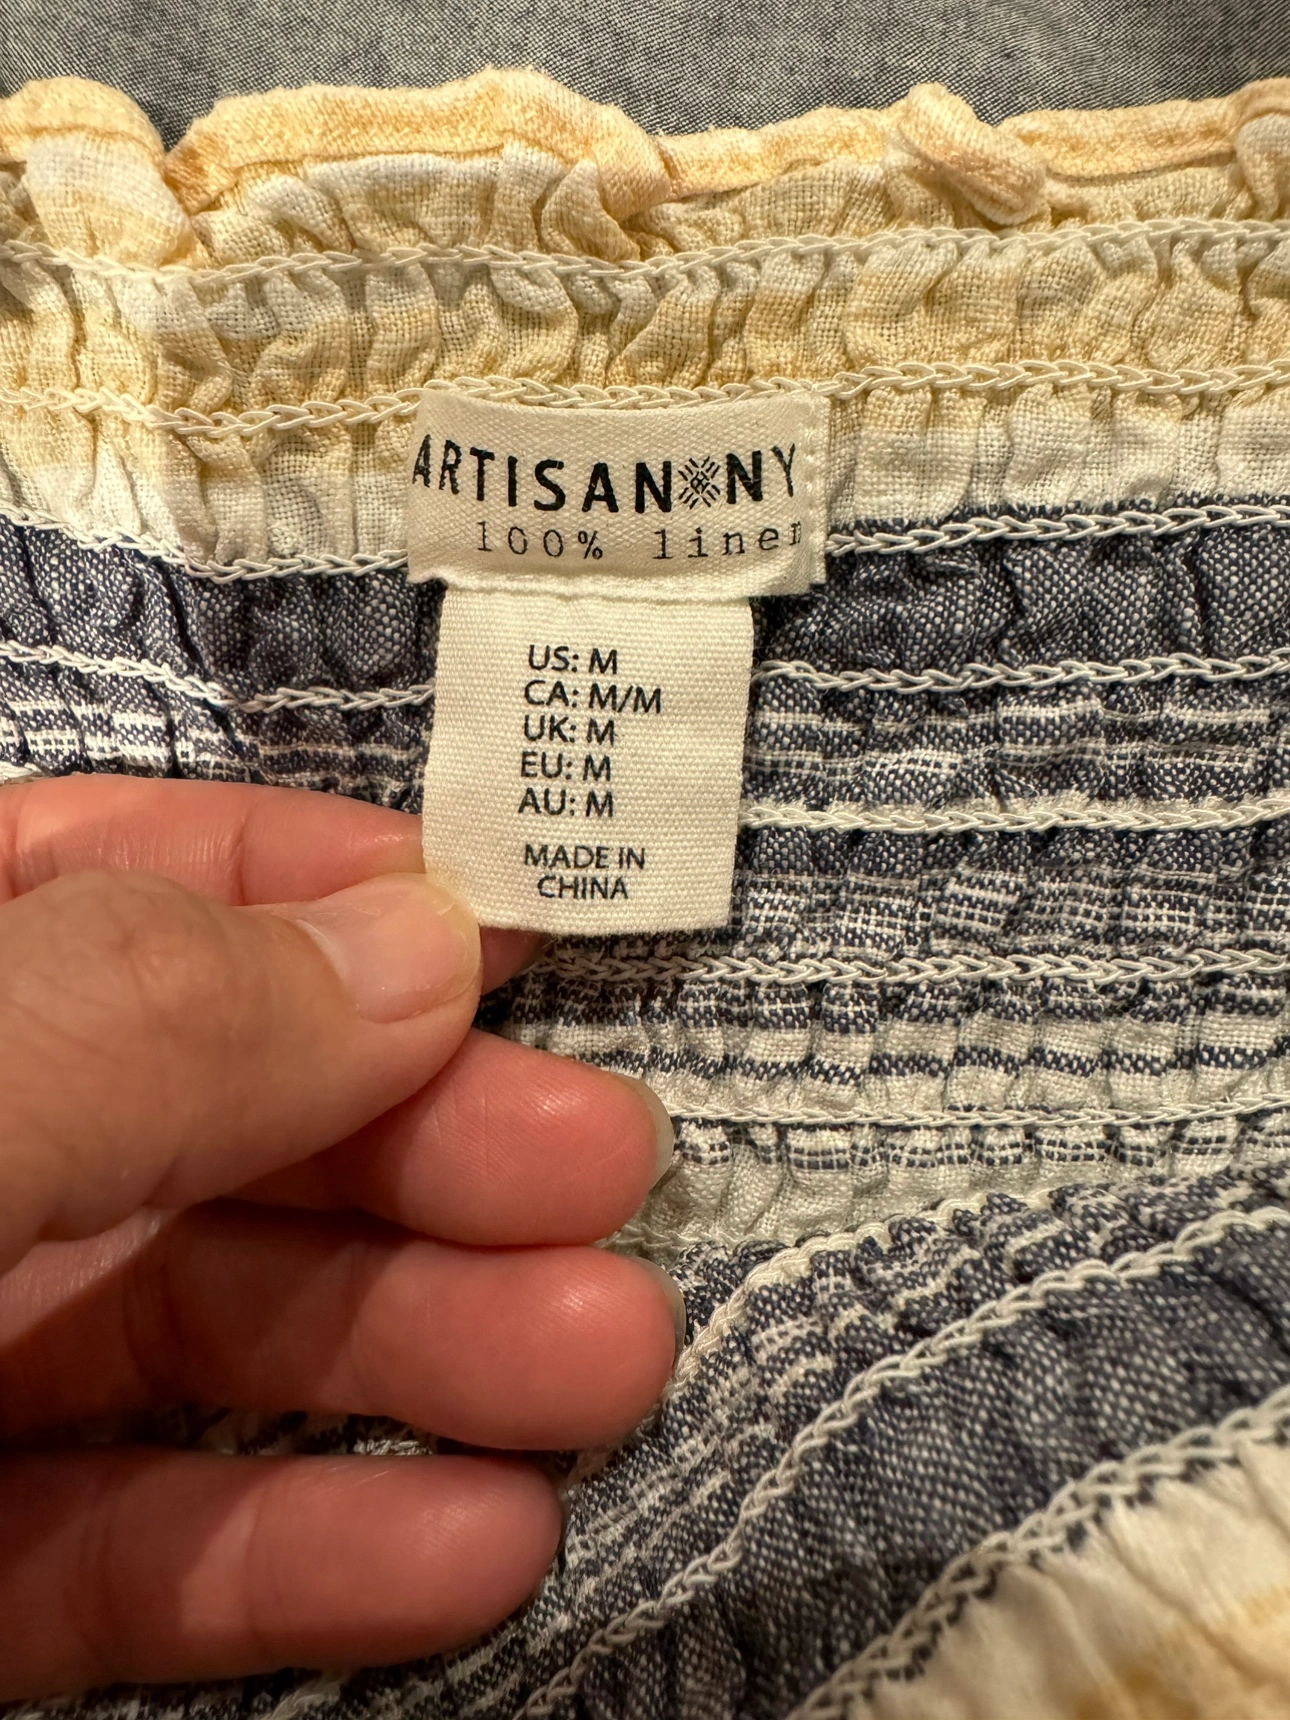 ARTISAN NY
100% linen
US: M
CA: M/M
UK: M
EU: M
AU: M
MADE IN
CHINA